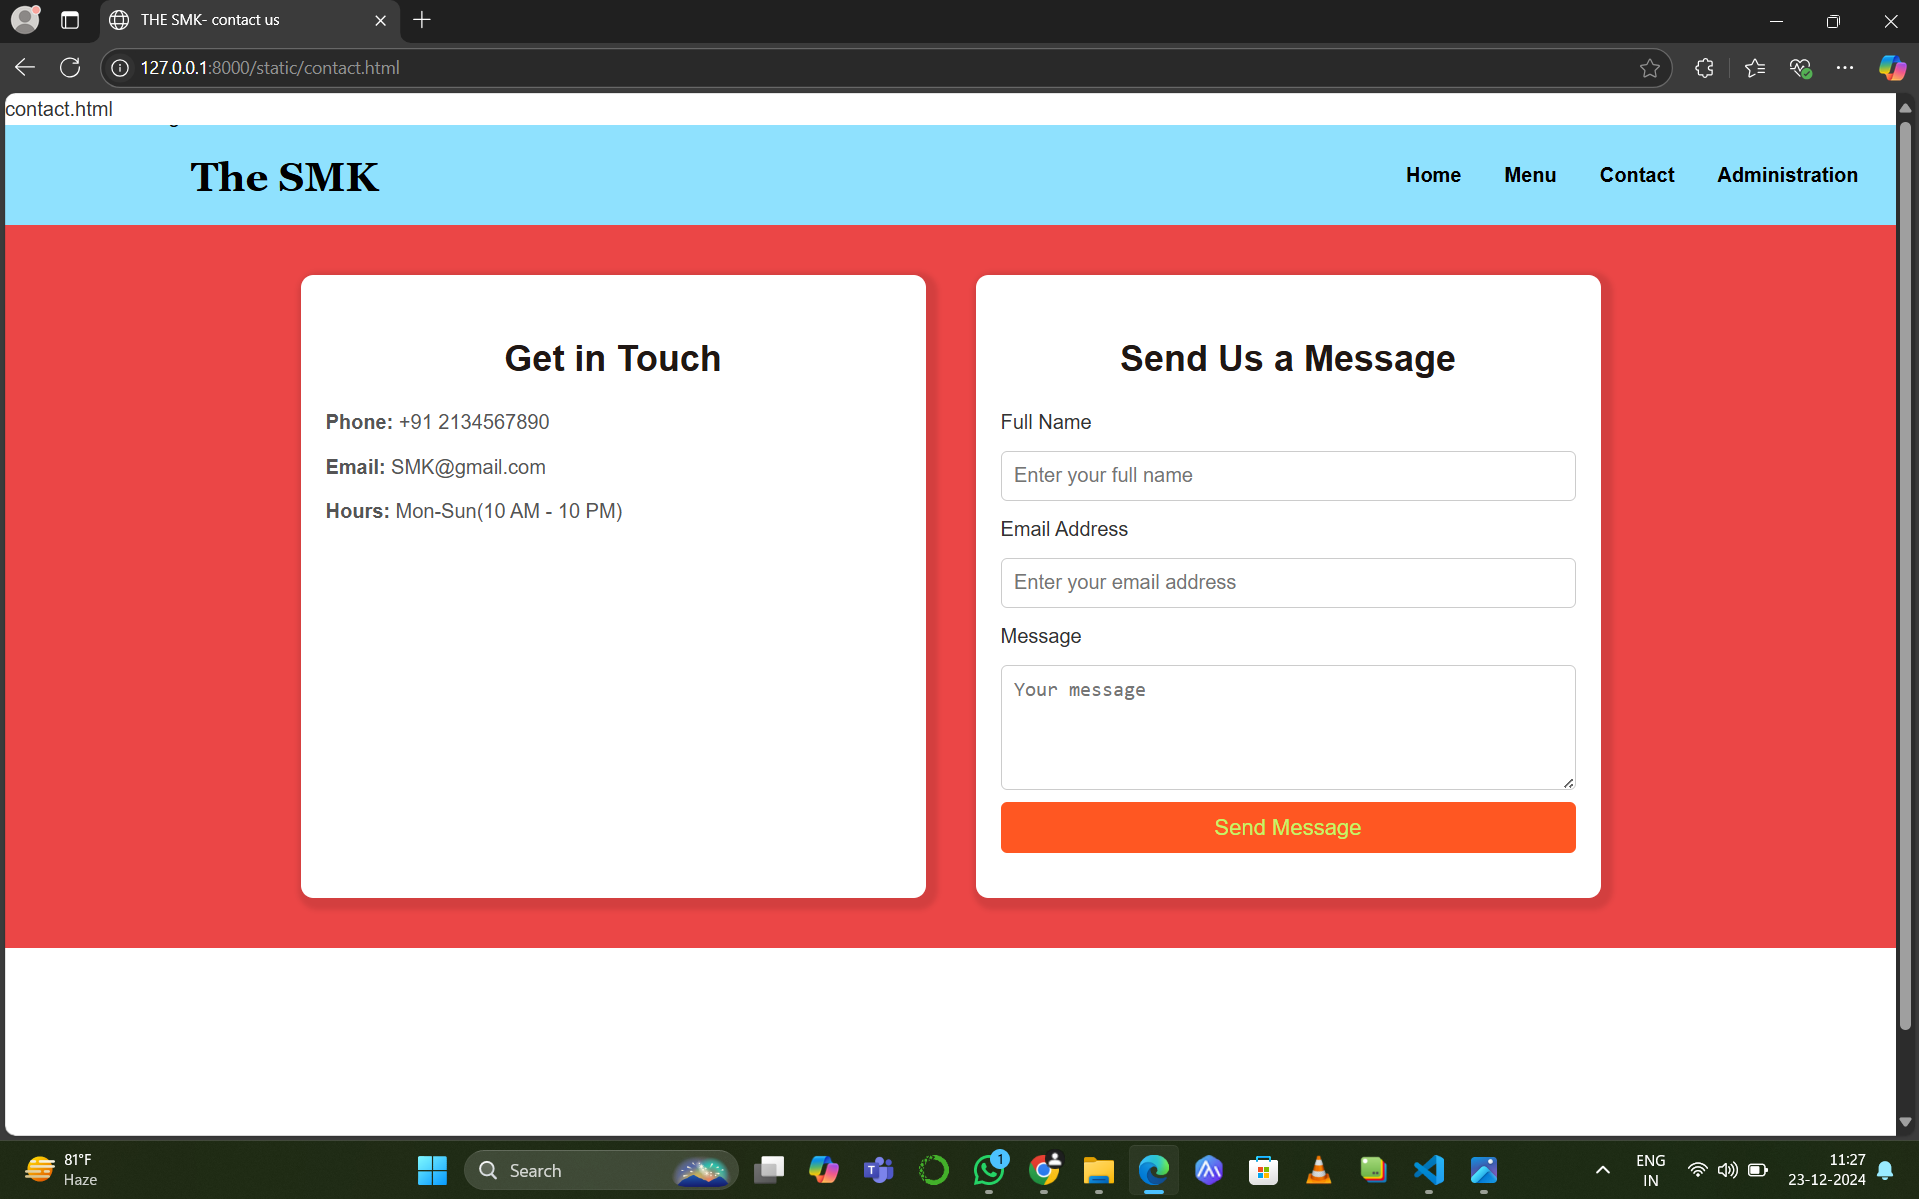 THE SMK- contact us
127.0.0.1:8000/static/contact.html
contact.html
The SMK
Home Menu Contact Administration
Get in Touch
Phone: +91 2134567890
Email: SMK@gmail.com
Hours: Mon-Sun(10 AM - 10 PM)
Send Us a Message
Full Name
Enter your full name
Email Address
Enter your email address
Message
Your message
Send Message
81°F
Haze
Search
1
ENG
IN
11:27
23-12-2024